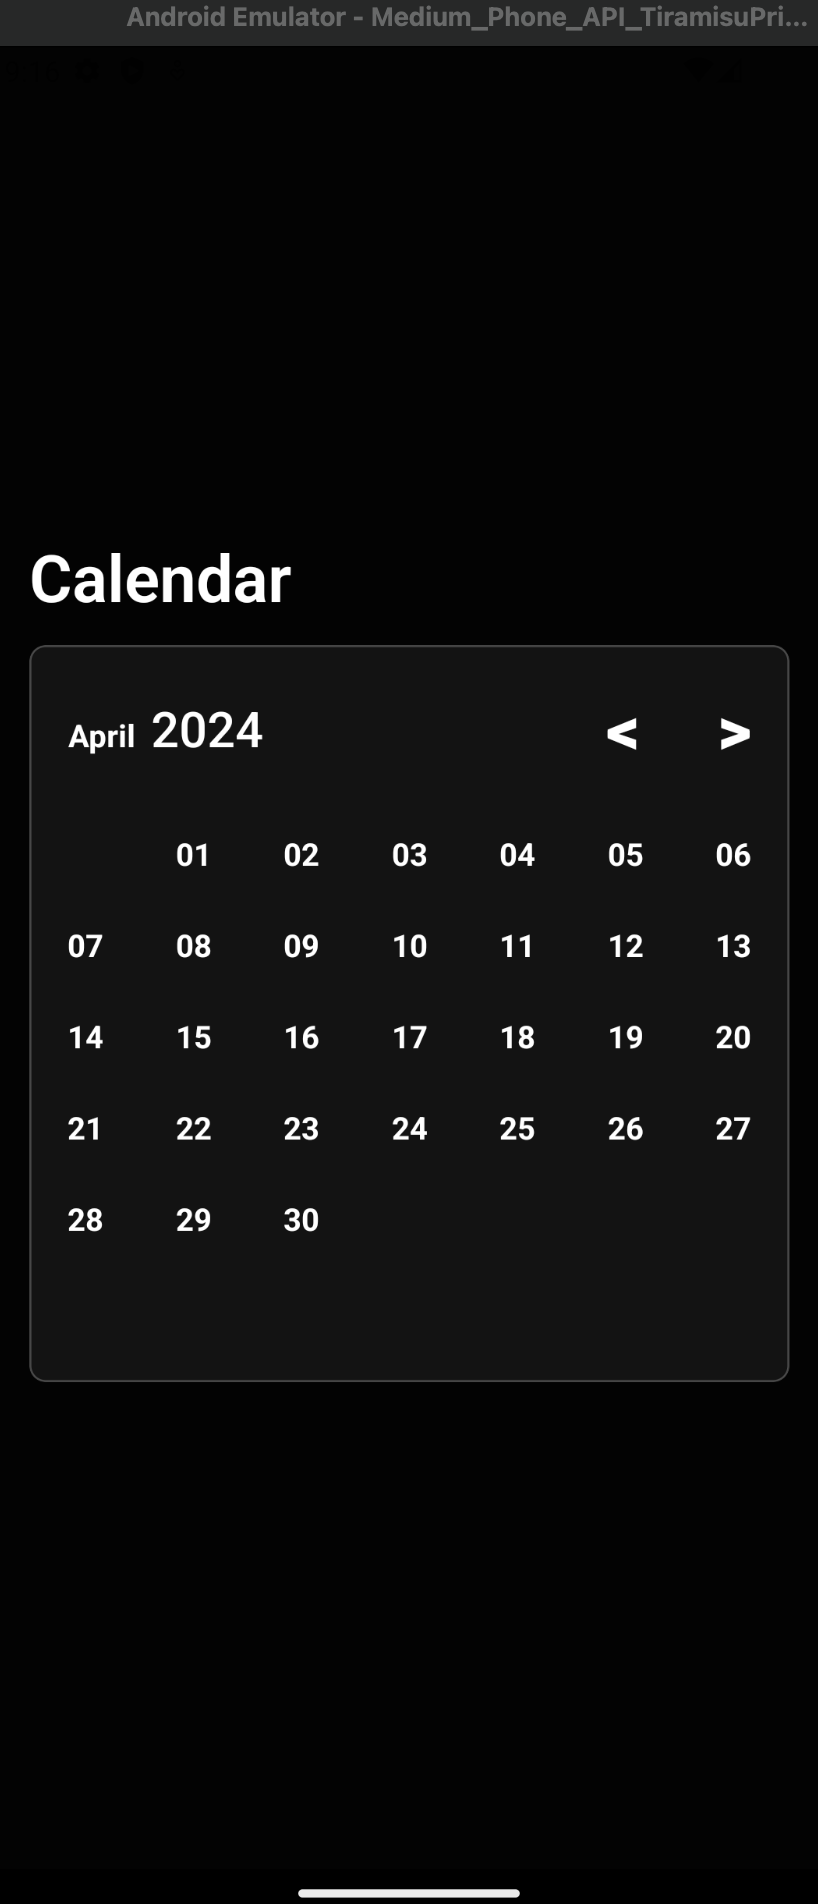 Android Emulator - Medium_Phone_API_TiramisuPri...
Calendar
April 2024 < >
01 02 03 04 05 06
07 08 09 10 11 12 13
14 15 16 17 18 19 20
21 22 23 24 25 26 27
28 29 30